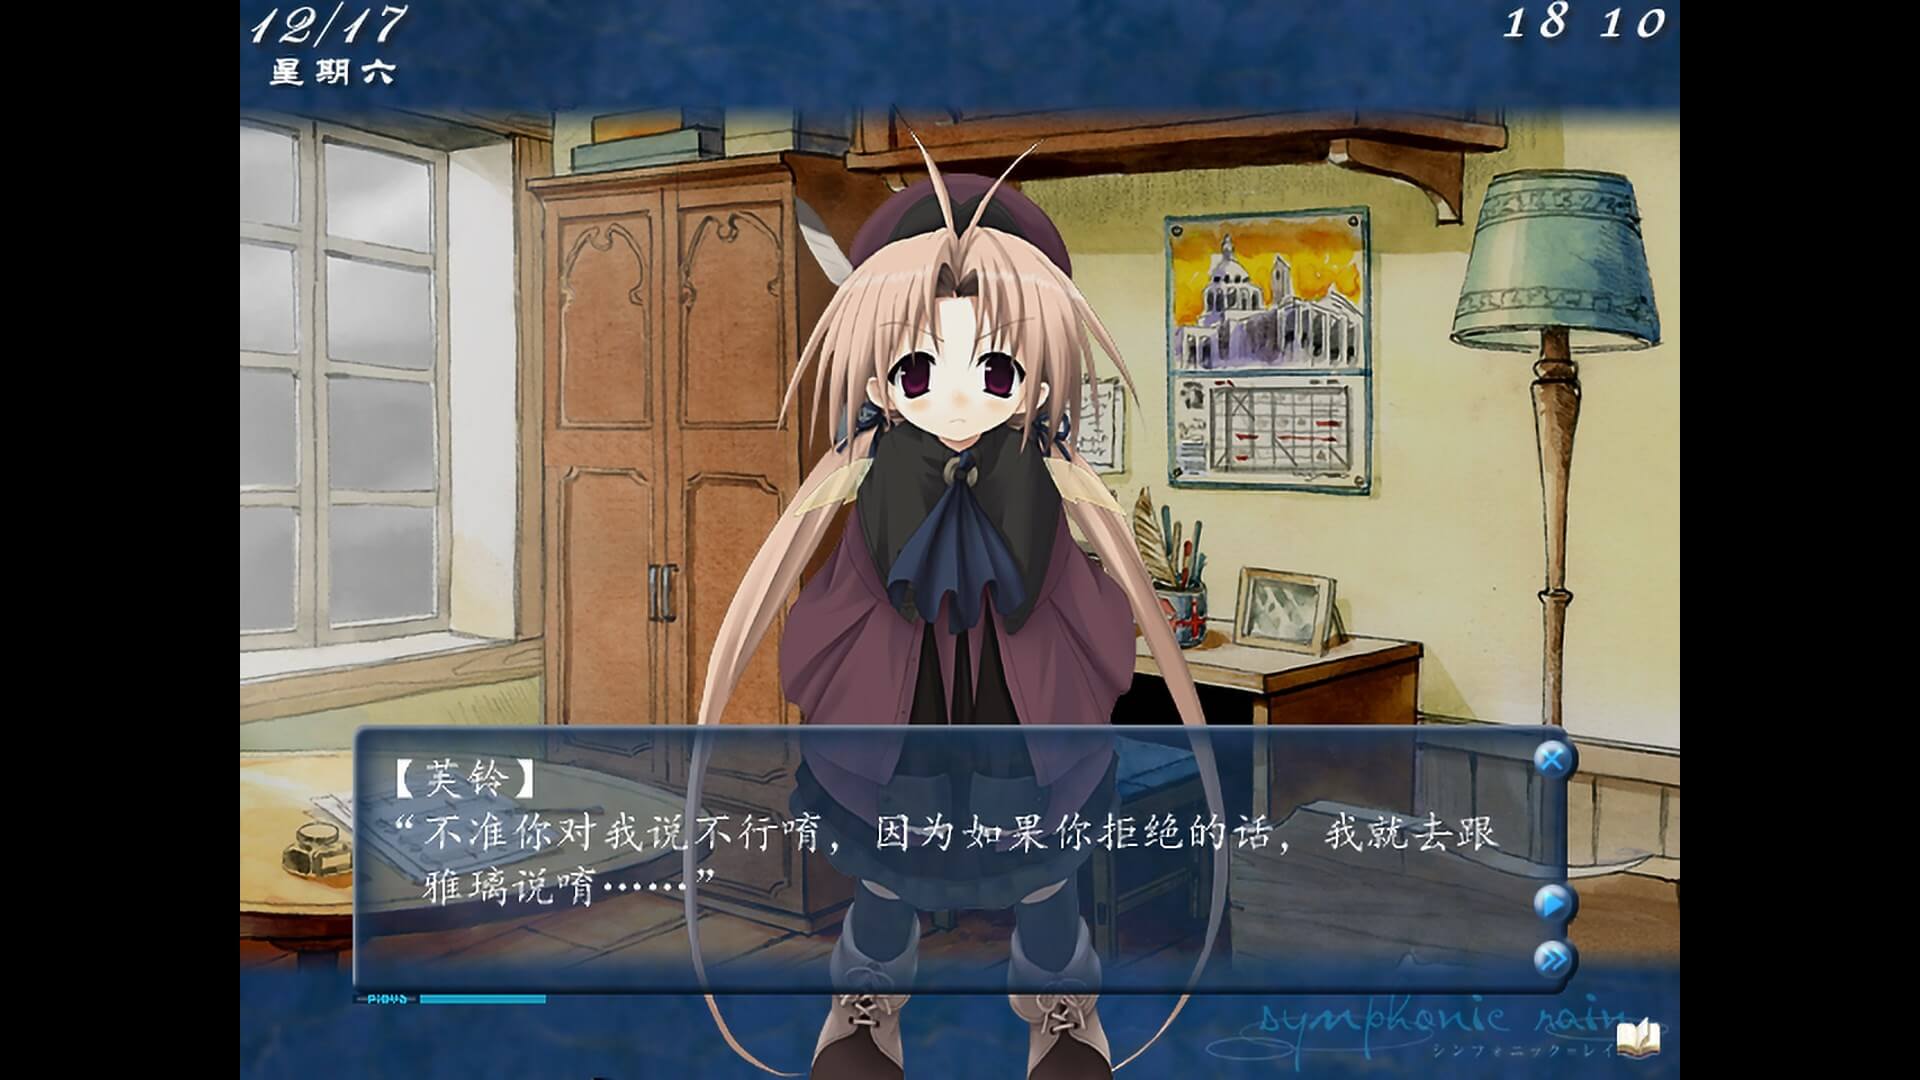 12/17
星期六
18 10
【芙铃】
“不准你对我说不行唷，因为如果你拒绝的话，我就去跟
雅璃说唷……”
symphonic rain
シンフォニック＝レイ